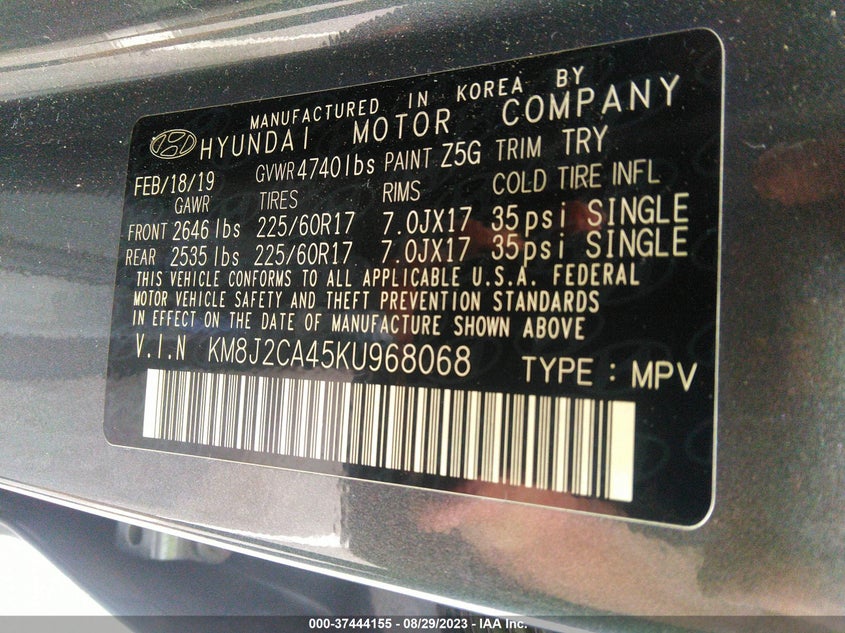 MANUFACTURED IN KOREA BY
HYUNDAI MOTOR COMPANY
FEB/18/19 GVWR 4740lbs PAINT Z5G TRIM TRY
GAWR TIRES RIMS COLD TIRE INFL
FRONT 2646 lbs 225/60R17 7.0JX17 35psi SINGLE
REAR 2535 lbs 225/60R17 7.0JX17 35psi SINGLE
THIS VEHICLE CONFORMS TO ALL APPLICABLE U.S.A. FEDERAL
MOTOR VEHICLE SAFETY AND THEFT PREVENTION STANDARDS
IN EFFECT ON THE DATE OF MANUFACTURE SHOWN ABOVE
V.I.N KM8J2CA45KU968068 TYPE : MPV
000-37444155 - 08/29/2023 - IAA Inc.